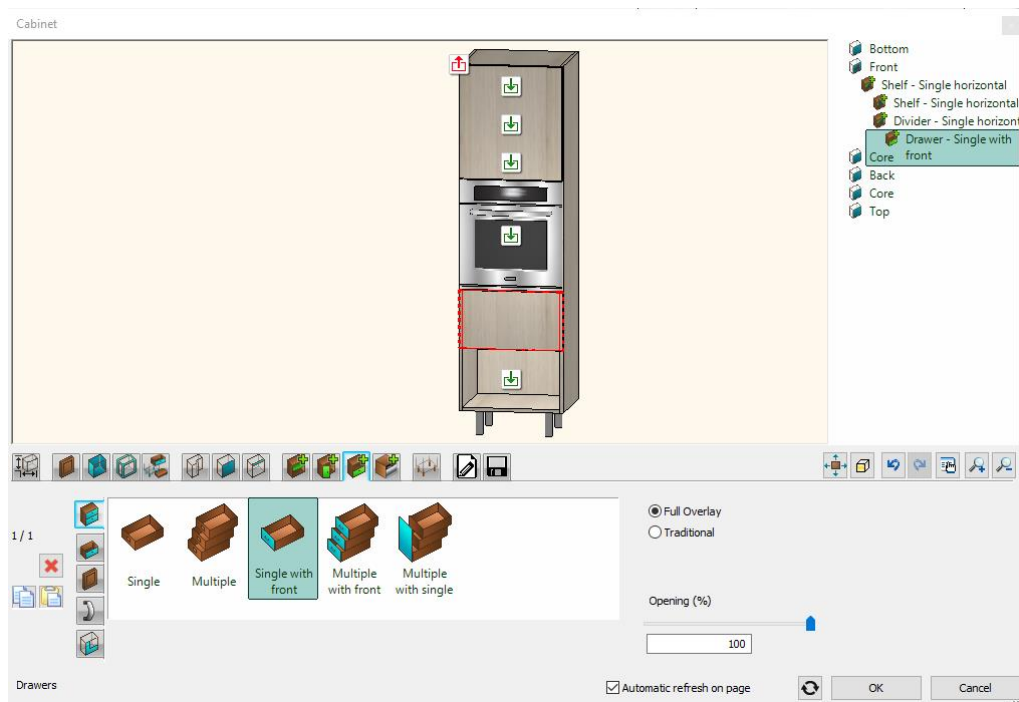 Cabinet
Bottom
Front
Shelf - Single horizontal
Shelf - Single horizontal
Divider - Single horizont
Drawer - Single with
front
Core
Back
Core
Top
1 / 1
Single
Multiple
Single with
front
Multiple
with front
Multiple
with single
Full Overlay
Traditional
Opening (%)
100
Drawers
Automatic refresh on page
OK
Cancel